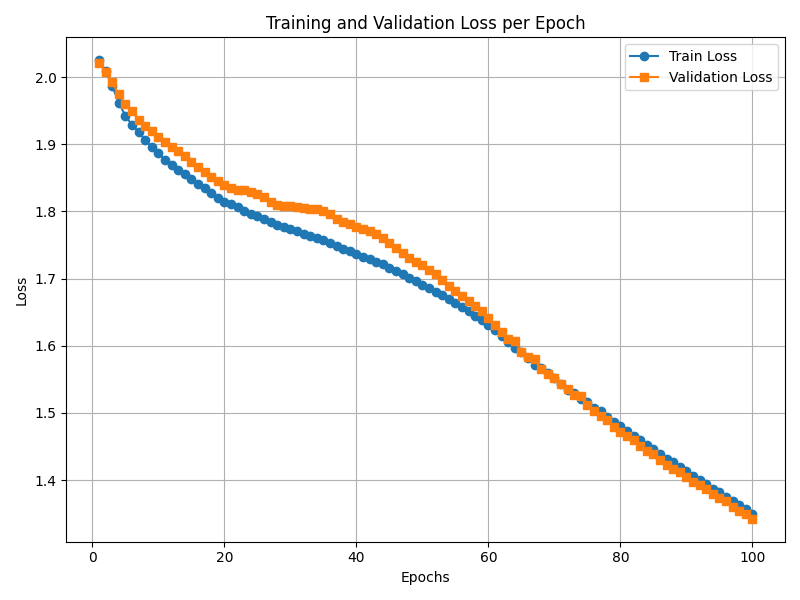 Training and Validation Loss per Epoch
Train Loss
Validation Loss
2.0
1.9
1.8
1.7
1.6
1.5
1.4
Loss
0 20 40 60 80 100
Epochs